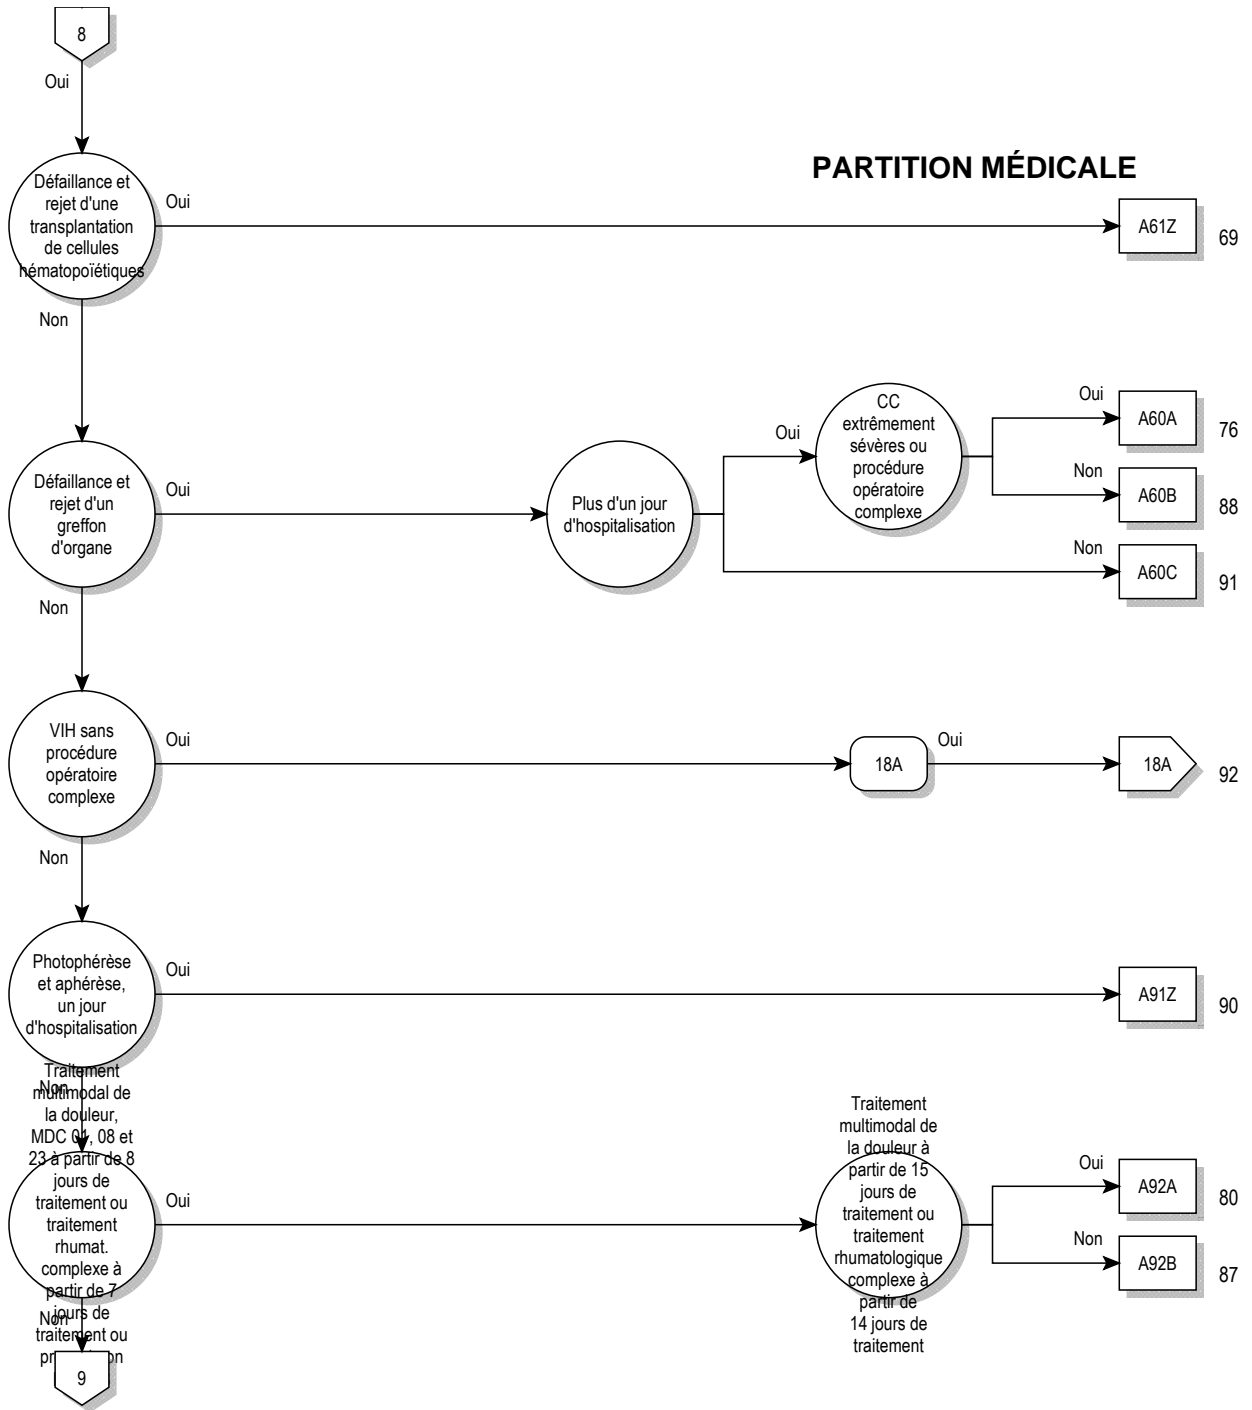 8
Oui
PARTITION MÉDICALE
Défaillance et
rejet d'une
transplantation
de cellules
hématopoïétiques
Oui
A61Z
69
Non
Défaillance et
rejet d'un
greffon
d'organe
Oui
Plus d'un jour
d'hospitalisation
Oui
CC
extrêmement
sévères ou
procédure
opératoire
complexe
Oui
A60A
76
Non
A60B
88
Non
A60C
91
Non
VIH sans
procédure
opératoire
complexe
Oui
18A
Oui
18A
92
Non
Photophérèse
et aphérèse,
un jour
d'hospitalisation
Oui
A91Z
90
Non
Traitement
multimodal de
la douleur,
MDC 01, 08 et
23 à partir de 8
jours de
traitement ou
traitement
rhumat.
complexe à
partir de 7
jours de
traitement ou
Oui
Traitement
multimodal de
la douleur à
partir de 15
jours de
traitement ou
traitement
rhumatologique
complexe à
partir de
14 jours de
traitement
Oui
A92A
80
Non
A92B
87
Non
9